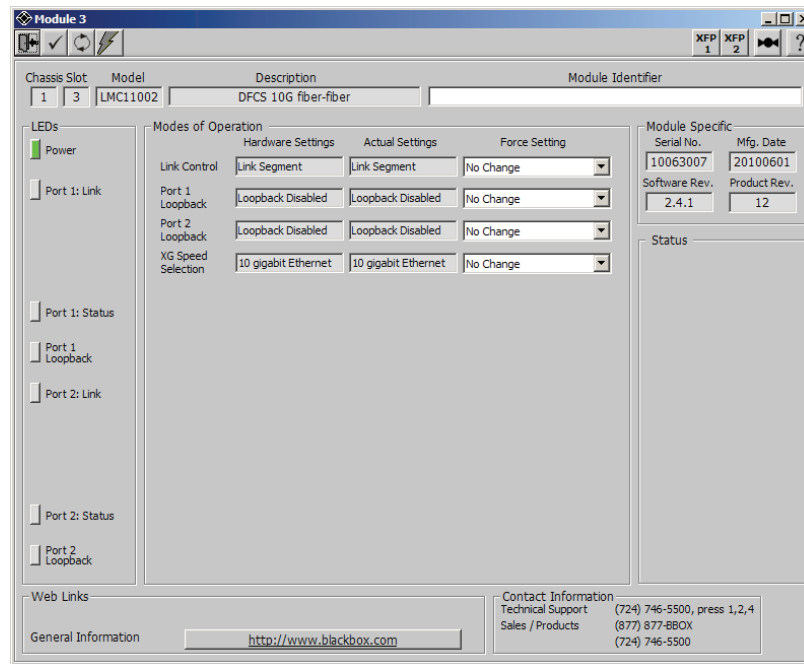 Module 3
XFP 1 XFP 2 ?
Chassis Slot Model Description Module Identifier
1 3 LMC11002 DFCS 10G fiber-fiber
LEDs
Power
Port 1: Link
Port 1: Status
Port 1 Loopback
Port 2: Link
Port 2: Status
Port 2 Loopback
Modes of Operation
Hardware Settings Actual Settings Force Setting
Link Control Link Segment Link Segment No Change
Port 1 Loopback Loopback Disabled Loopback Disabled No Change
Port 2 Loopback Loopback Disabled Loopback Disabled No Change
XG Speed Selection 10 gigabit Ethernet 10 gigabit Ethernet No Change
Module Specific
Serial No. Mfg. Date
10063007 20100601
Software Rev. Product Rev.
2.4.1 12
Status
Web Links
General Information http://www.blackbox.com
Contact Information
Technical Support (724) 746-5500, press 1,2,4
Sales / Products (877) 877-BBOX
(724) 746-5500